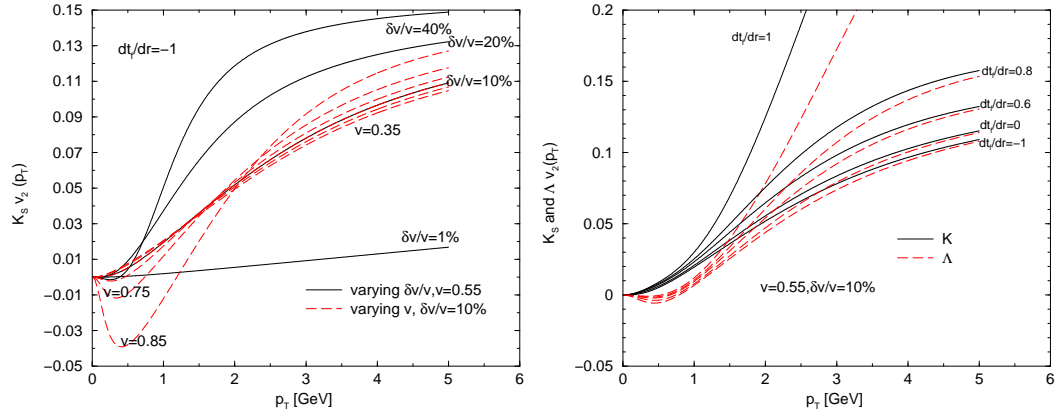 0.15
0.13
0.11
0.09
0.07
0.05
0.03
0.01
−0.01
−0.03
−0.05
K_S v_2 (p_T)
dt_f/dr=−1
δv/v=40%
δv/v=20%
δv/v=10%
v=0.35
δv/v=1%
v=0.75
v=0.85
varying δv/v,v=0.55
varying v, δv/v=10%
0 1 2 3 4 5 6
p_T [GeV]
0.2
0.15
0.1
0.05
0
−0.05
K_S and Λ v_2(p_T)
dt_f/dr=1
dt_f/dr=0.8
dt_f/dr=0.6
dt_f/dr=0
dt_f/dr=−1
K
Λ
v=0.55,δv/v=10%
0 1 2 3 4 5 6
p_T [GeV]